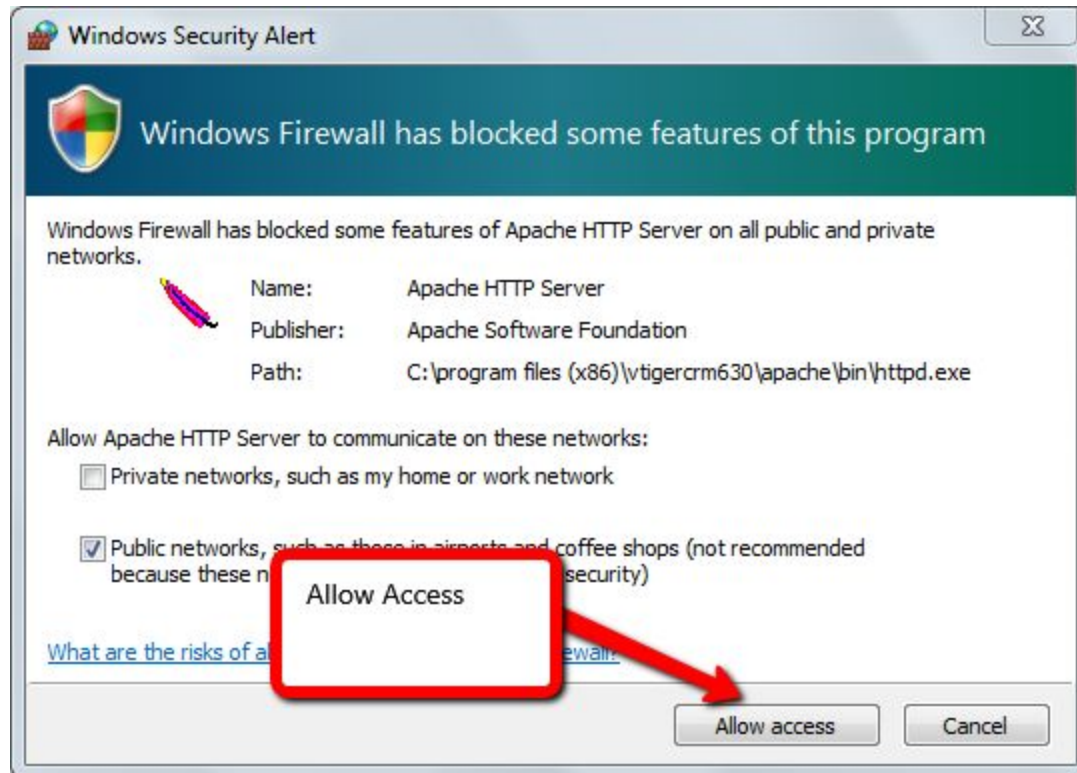 Windows Security Alert
Windows Firewall has blocked some features of this program
Windows Firewall has blocked some features of Apache HTTP Server on all public and private
networks.
Name: Apache HTTP Server
Publisher: Apache Software Foundation
Path: C:\program files (x86)\vtigercrm630\apache\bin\httpd.exe
Allow Apache HTTP Server to communicate on these networks:
Private networks, such as my home or work network
Public networks, such as those in airports and coffee shops (not recommended
because these security)
Allow Access
What are the risks of
Allow access Cancel